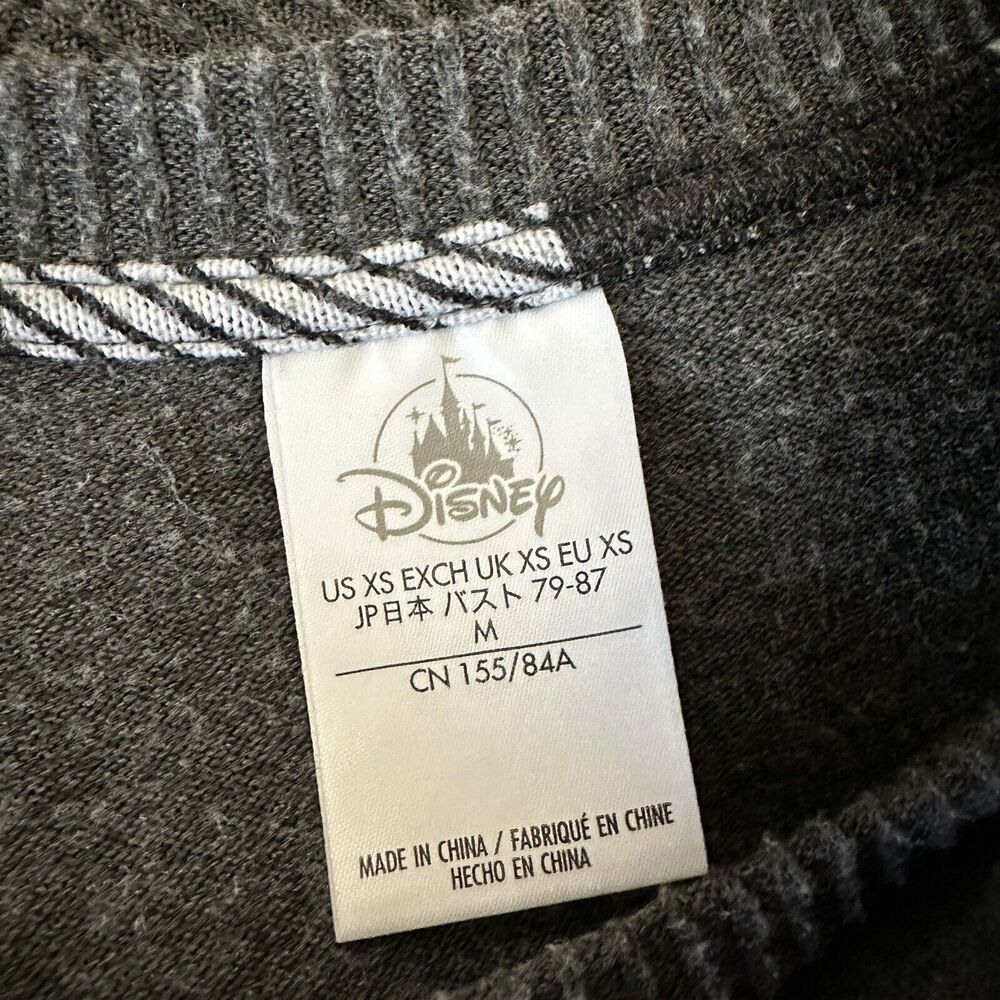 Disney
US XS EXCH UK XS EU XS
JP日本 バスト 79-87
M
CN 155/84A
MADE IN CHINA / FABRIQUÉ EN CHINE
HECHO EN CHINA